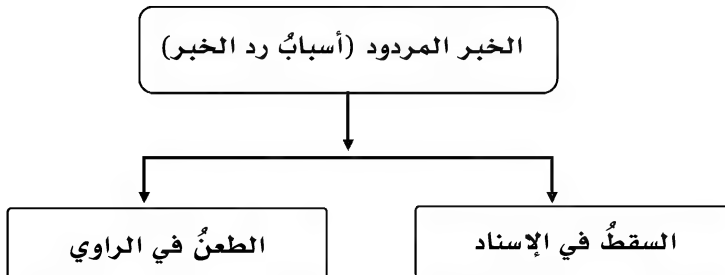 الخبر المردود (أسبابُ رد الخبر)
السقطُ في الإسناد
الطعنُ في الراوي